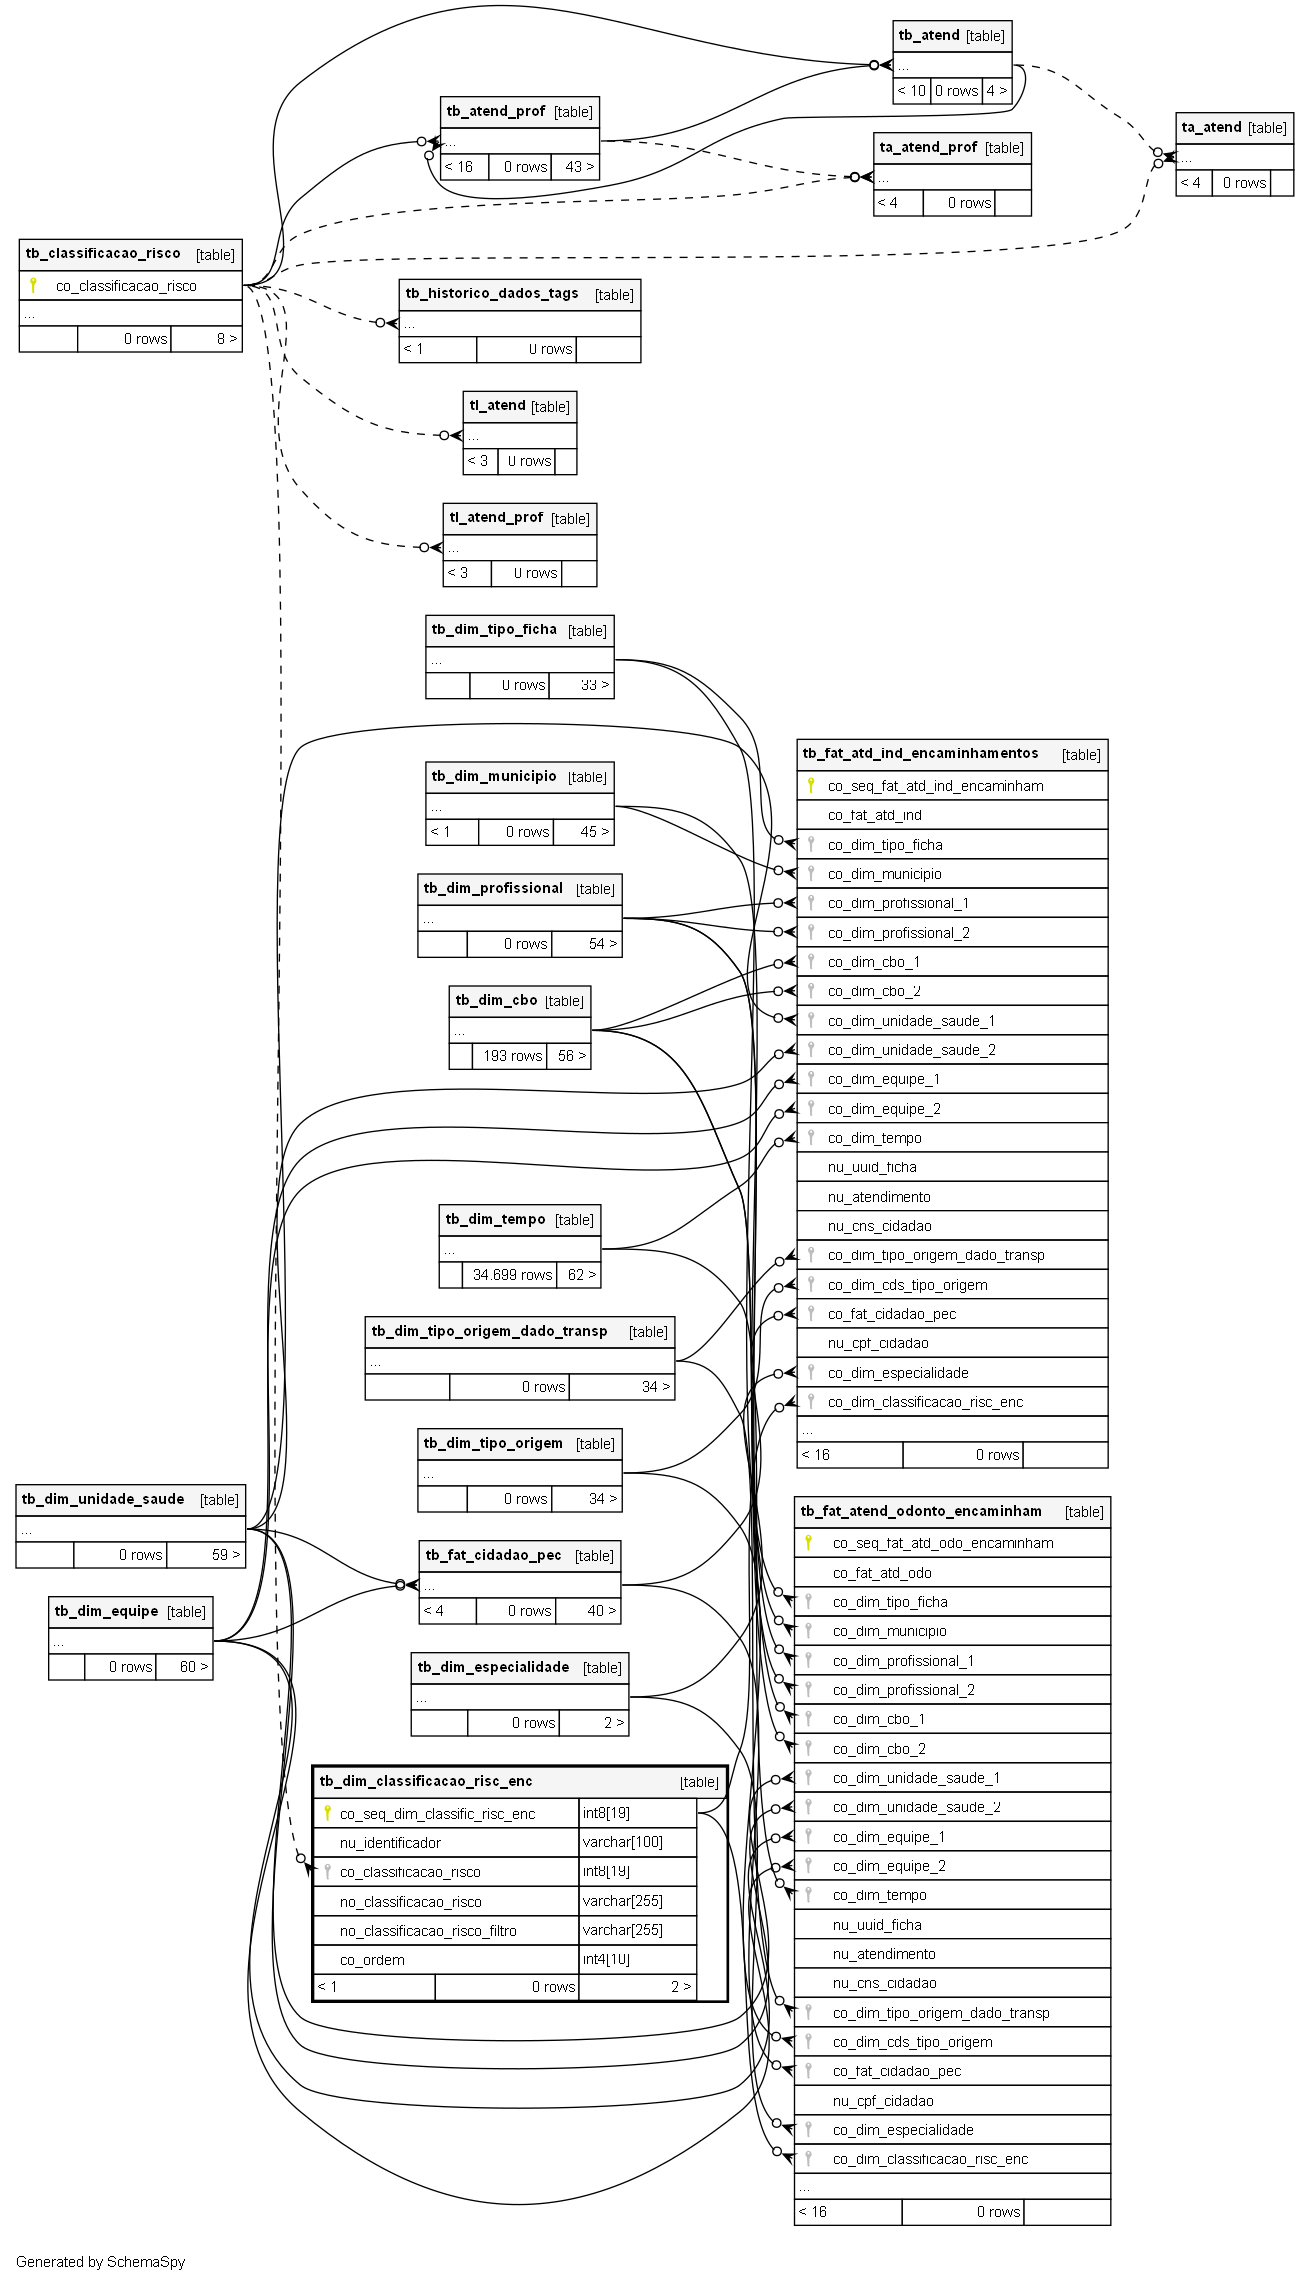 tb_atend [table]
...
< 10 0 rows 4 >
tb_atend_prof [table]
...
< 16 0 rows 43 >
ta_atend [table]
...
< 4 0 rows
ta_atend_prof [table]
...
< 4 0 rows
tb_classificacao_risco [table]
co_classificacao_risco
...
0 rows 8 >
tb_historico_dados_tags [table]
...
< 1 0 rows
tl_atend [table]
...
< 3 0 rows
tl_atend_prof [table]
...
< 3 0 rows
tb_dim_tipo_ficha [table]
...
0 rows 33 >
tb_dim_municipio [table]
...
< 1 0 rows 45 >
tb_dim_profissional [table]
...
0 rows 54 >
tb_dim_cbo [table]
...
193 rows 56 >
tb_dim_tempo [table]
...
34.699 rows 62 >
tb_dim_tipo_origem_dado_transp [table]
...
0 rows 34 >
tb_dim_tipo_origem [table]
...
0 rows 34 >
tb_dim_unidade_saude [table]
...
0 rows 59 >
tb_fat_cidadao_pec [table]
...
< 4 0 rows 40 >
tb_dim_equipe [table]
...
0 rows 60 >
tb_dim_especialidade [table]
...
0 rows 2 >
tb_dim_classificacao_risc_enc [table]
co_seq_dim_classific_risc_enc int8[19]
nu_identificador varchar[100]
co_classificacao_risco int8[19]
no_classificacao_risco varchar[255]
no_classificacao_risco_filtro varchar[255]
co_ordem int4[10]
< 1 0 rows 2 >
tb_fat_atd_ind_encaminhamentos [table]
co_seq_fat_atd_ind_encaminham
co_fat_atd_ind
co_dim_tipo_ficha
co_dim_municipio
co_dim_profissional_1
co_dim_profissional_2
co_dim_cbo_1
co_dim_cbo_2
co_dim_unidade_saude_1
co_dim_unidade_saude_2
co_dim_equipe_1
co_dim_equipe_2
co_dim_tempo
nu_uuid_ficha
nu_atendimento
nu_cns_cidadao
co_dim_tipo_origem_dado_transp
co_dim_cds_tipo_origem
co_fat_cidadao_pec
nu_cpf_cidadao
co_dim_especialidade
co_dim_classificacao_risc_enc
...
< 16 0 rows
tb_fat_atend_odonto_encaminham [table]
co_seq_fat_atd_odo_encaminham
co_fat_atd_odo
co_dim_tipo_ficha
co_dim_municipio
co_dim_profissional_1
co_dim_profissional_2
co_dim_cbo_1
co_dim_cbo_2
co_dim_unidade_saude_1
co_dim_unidade_saude_2
co_dim_equipe_1
co_dim_equipe_2
co_dim_tempo
nu_uuid_ficha
nu_atendimento
nu_cns_cidadao
co_dim_tipo_origem_dado_transp
co_dim_cds_tipo_origem
co_fat_cidadao_pec
nu_cpf_cidadao
co_dim_especialidade
co_dim_classificacao_risc_enc
...
< 16 0 rows
Generated by SchemaSpy